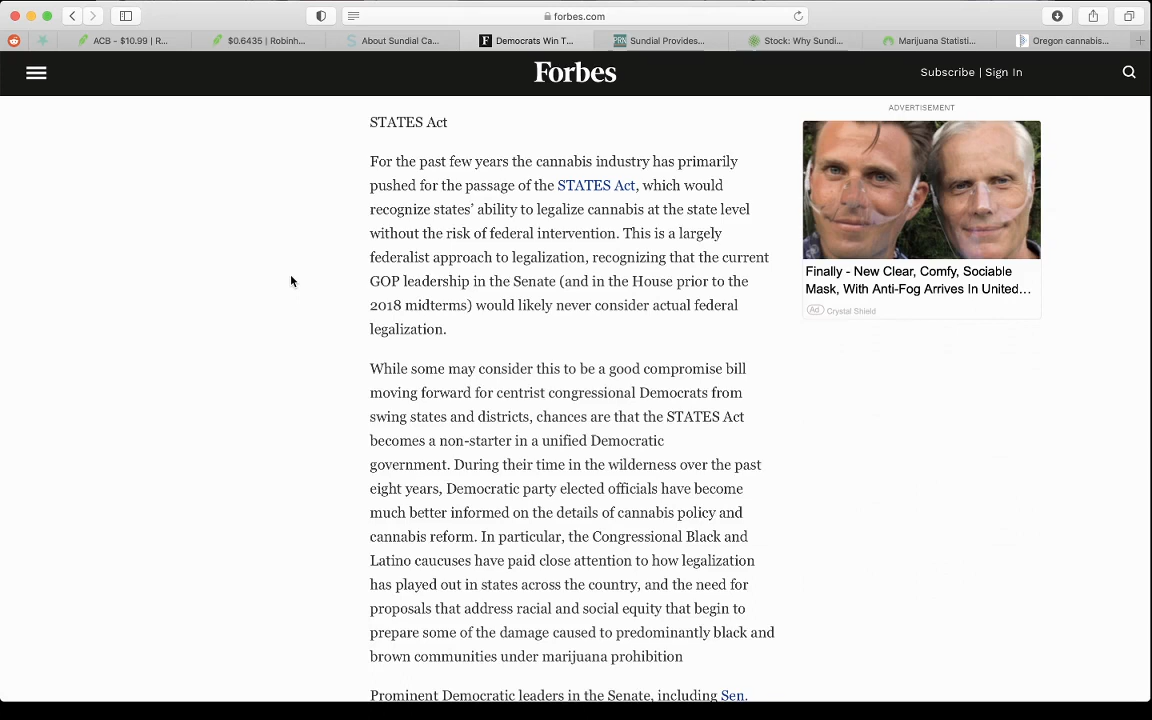 forbes.com
ACB - $10.99 | R...
$0.6435 | Robinh...
About Sundial Ca...
Democrats Win T...
Sundial Provides...
Stock: Why Sundi...
Marijuana Statisti...
Oregon cannabis...
Forbes
Subscribe | Sign In
ADVERTISEMENT
STATES Act
For the past few years the cannabis industry has primarily
pushed for the passage of the STATES Act, which would
recognize states’ ability to legalize cannabis at the state level
without the risk of federal intervention. This is a largely
federalist approach to legalization, recognizing that the current
GOP leadership in the Senate (and in the House prior to the
2018 midterms) would likely never consider actual federal
legalization.
While some may consider this to be a good compromise bill
moving forward for centrist congressional Democrats from
swing states and districts, chances are that the STATES Act
becomes a non-starter in a unified Democratic
government. During their time in the wilderness over the past
eight years, Democratic party elected officials have become
much better informed on the details of cannabis policy and
cannabis reform. In particular, the Congressional Black and
Latino caucuses have paid close attention to how legalization
has played out in states across the country, and the need for
proposals that address racial and social equity that begin to
prepare some of the damage caused to predominantly black and
brown communities under marijuana prohibition
Prominent Democratic leaders in the Senate, including Sen.
Finally - New Clear, Comfy, Sociable
Mask, With Anti-Fog Arrives In United...
Ad Crystal Shield